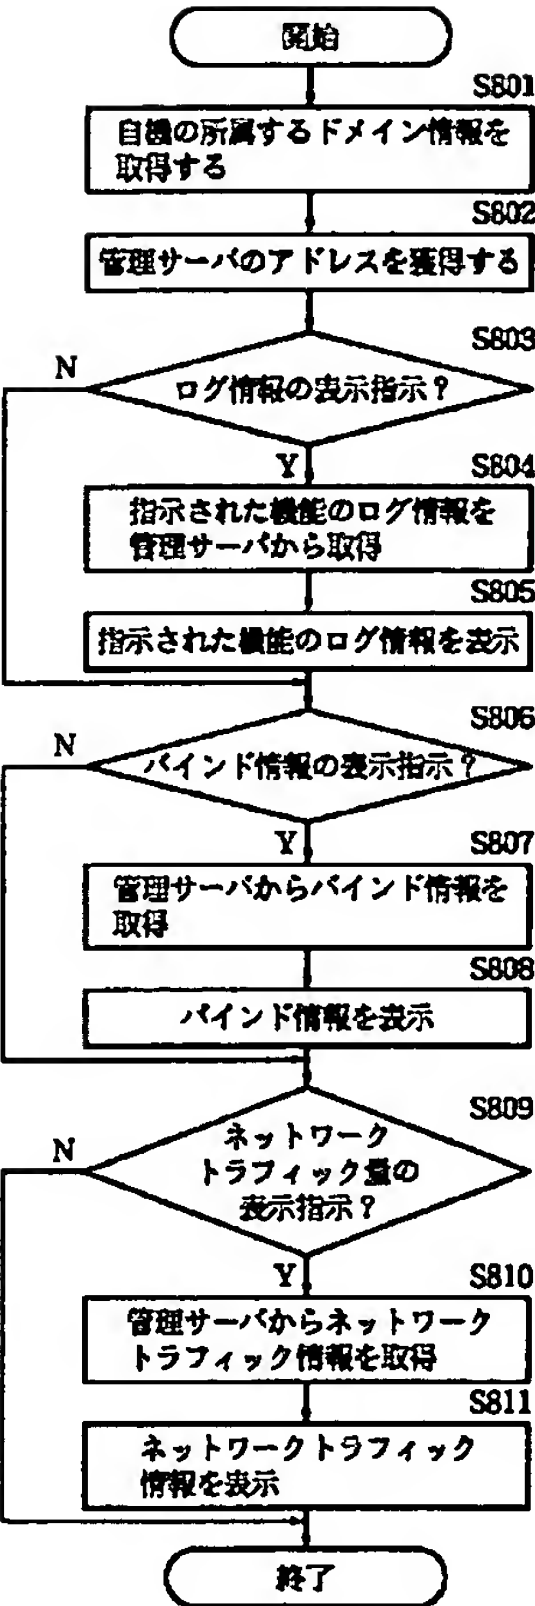 開始
S801
自機の所属するドメイン情報を
取得する
S802
管理サーバのアドレスを獲得する
S803
N
ログ情報の表示指示?
Y
S804
指示された機能のログ情報を
管理サーバから取得
S805
指示された機能のログ情報を表示
S806
N
バインド情報の表示指示?
Y
S807
管理サーバからバインド情報を
取得
S808
バインド情報を表示
S809
N
ネットワーク
トラフィック量の
表示指示?
Y
S810
管理サーバからネットワーク
トラフィック情報を取得
S811
ネットワークトラフィック
情報を表示
終了